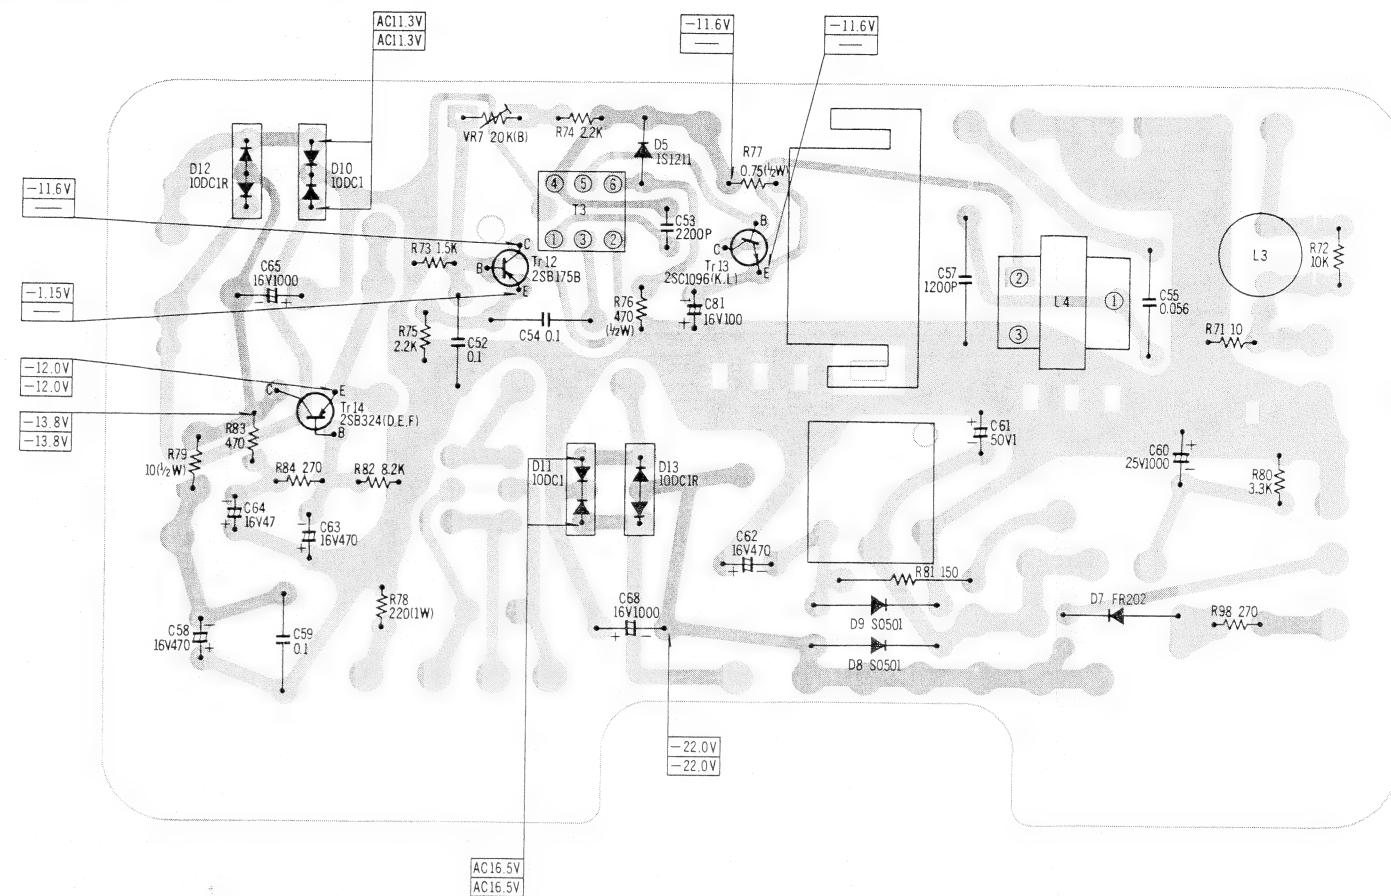 AC11.3V
AC11.3V
−11.6V
—
−11.6V
—
VR7 20K(B)
R74 2.2K
D5
1S1211
R77
0.75(½W)
D12
10DC1R
D10
10DC1
−11.6V
—
4 5 6
T3
1 3 2
C53
2200P
B
C
E
Tr 13
2SC1096(K.L)
R73 1.5K
C
B
E
Tr 12
2SB175B
C65
16V1000
+
−
−1.15V
—
R75
2.2K
C52
0.1
C54 0.1
R76
470
(½W)
−
+
C81
16V100
C57
1200P
2
3
L4
1
C55
0.056
L3
R72
10K
R71 10
−12.0V
−12.0V
−13.8V
−13.8V
C
E
B
Tr 14
2SB324(D.E.F)
R83
470
R79
10(½W)
R84 270
R82 8.2K
−
+
C64
16V47
−
+
C63
16V470
D11
10DC1
D13
10DC1R
+
−
C61
50V1
C60
25V1000
+
−
R80
3.3K
C62
16V470
+ −
R81 150
D9 S0501
D8 S0501
D7 FR202
R98 270
R78
220(1W)
C58
16V470
−
+
C59
0.1
C68
16V1000
+ −
−22.0V
−22.0V
AC16.5V
AC16.5V